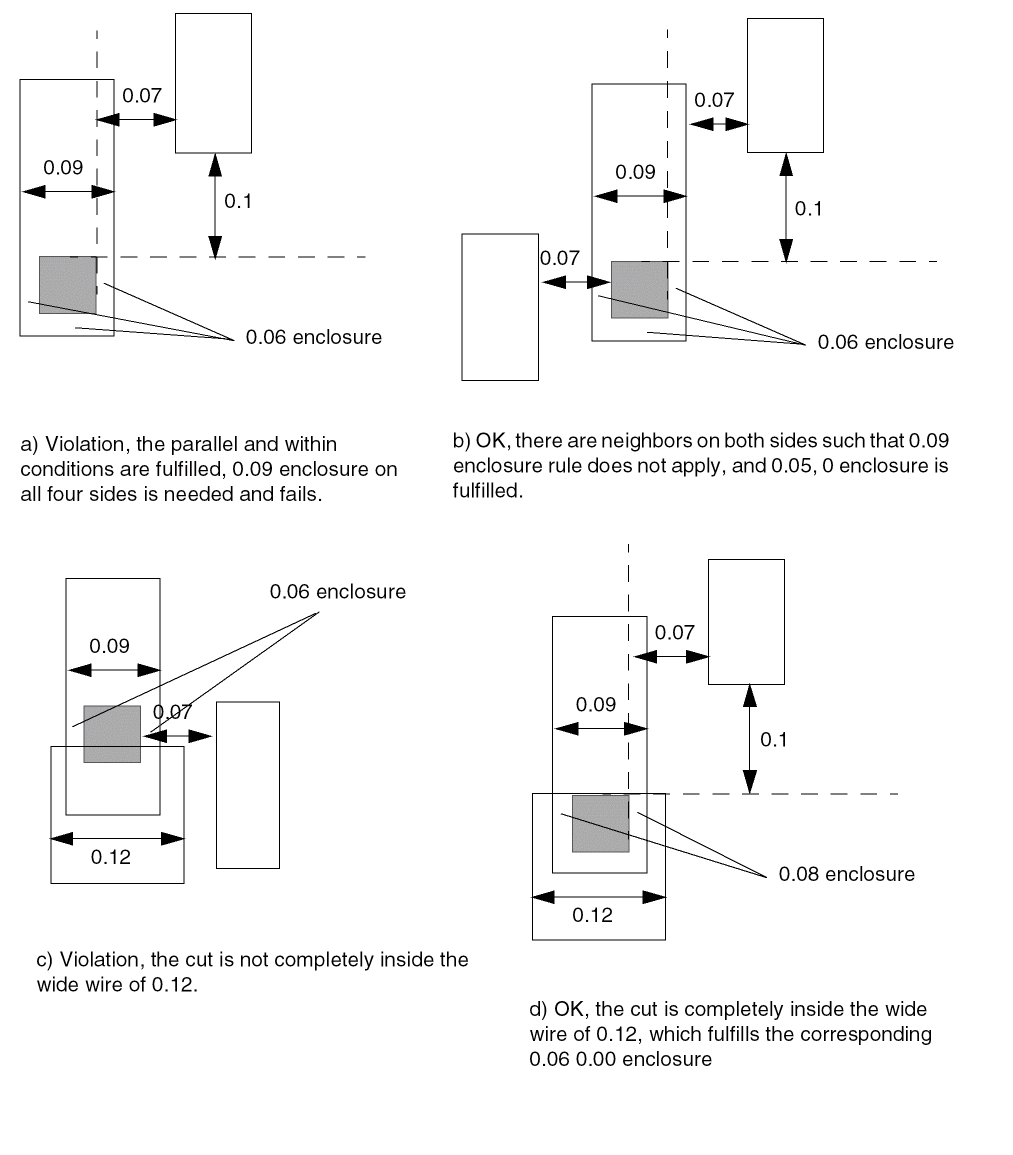 0.07
0.09
0.1
0.06 enclosure
a) Violation, the parallel and within
conditions are fulfilled, 0.09 enclosure on
all four sides is needed and fails.
0.07
0.09
0.1
0.07
0.06 enclosure
b) OK, there are neighbors on both sides such that 0.09
enclosure rule does not apply, and 0.05, 0 enclosure is
fulfilled.
0.06 enclosure
0.09
0.07
0.12
c) Violation, the cut is not completely inside the
wide wire of 0.12.
0.07
0.09
0.1
0.08 enclosure
0.12
d) OK, the cut is completely inside the wide
wire of 0.12, which fulfills the corresponding
0.06 0.00 enclosure